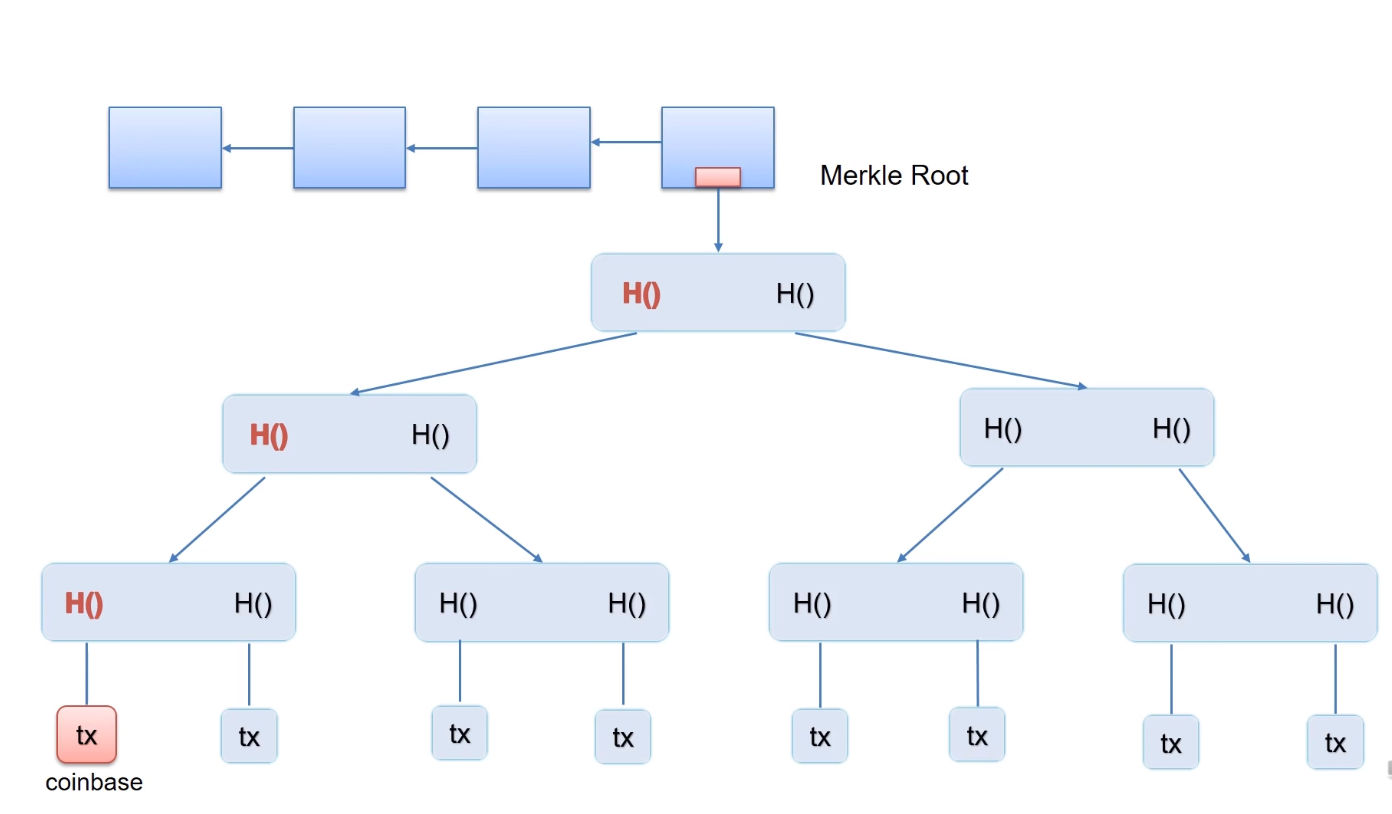 Merkle Root
H() H()
H() H() H() H()
H() H() H() H() H() H() H() H()
tx tx tx tx tx tx tx tx
coinbase